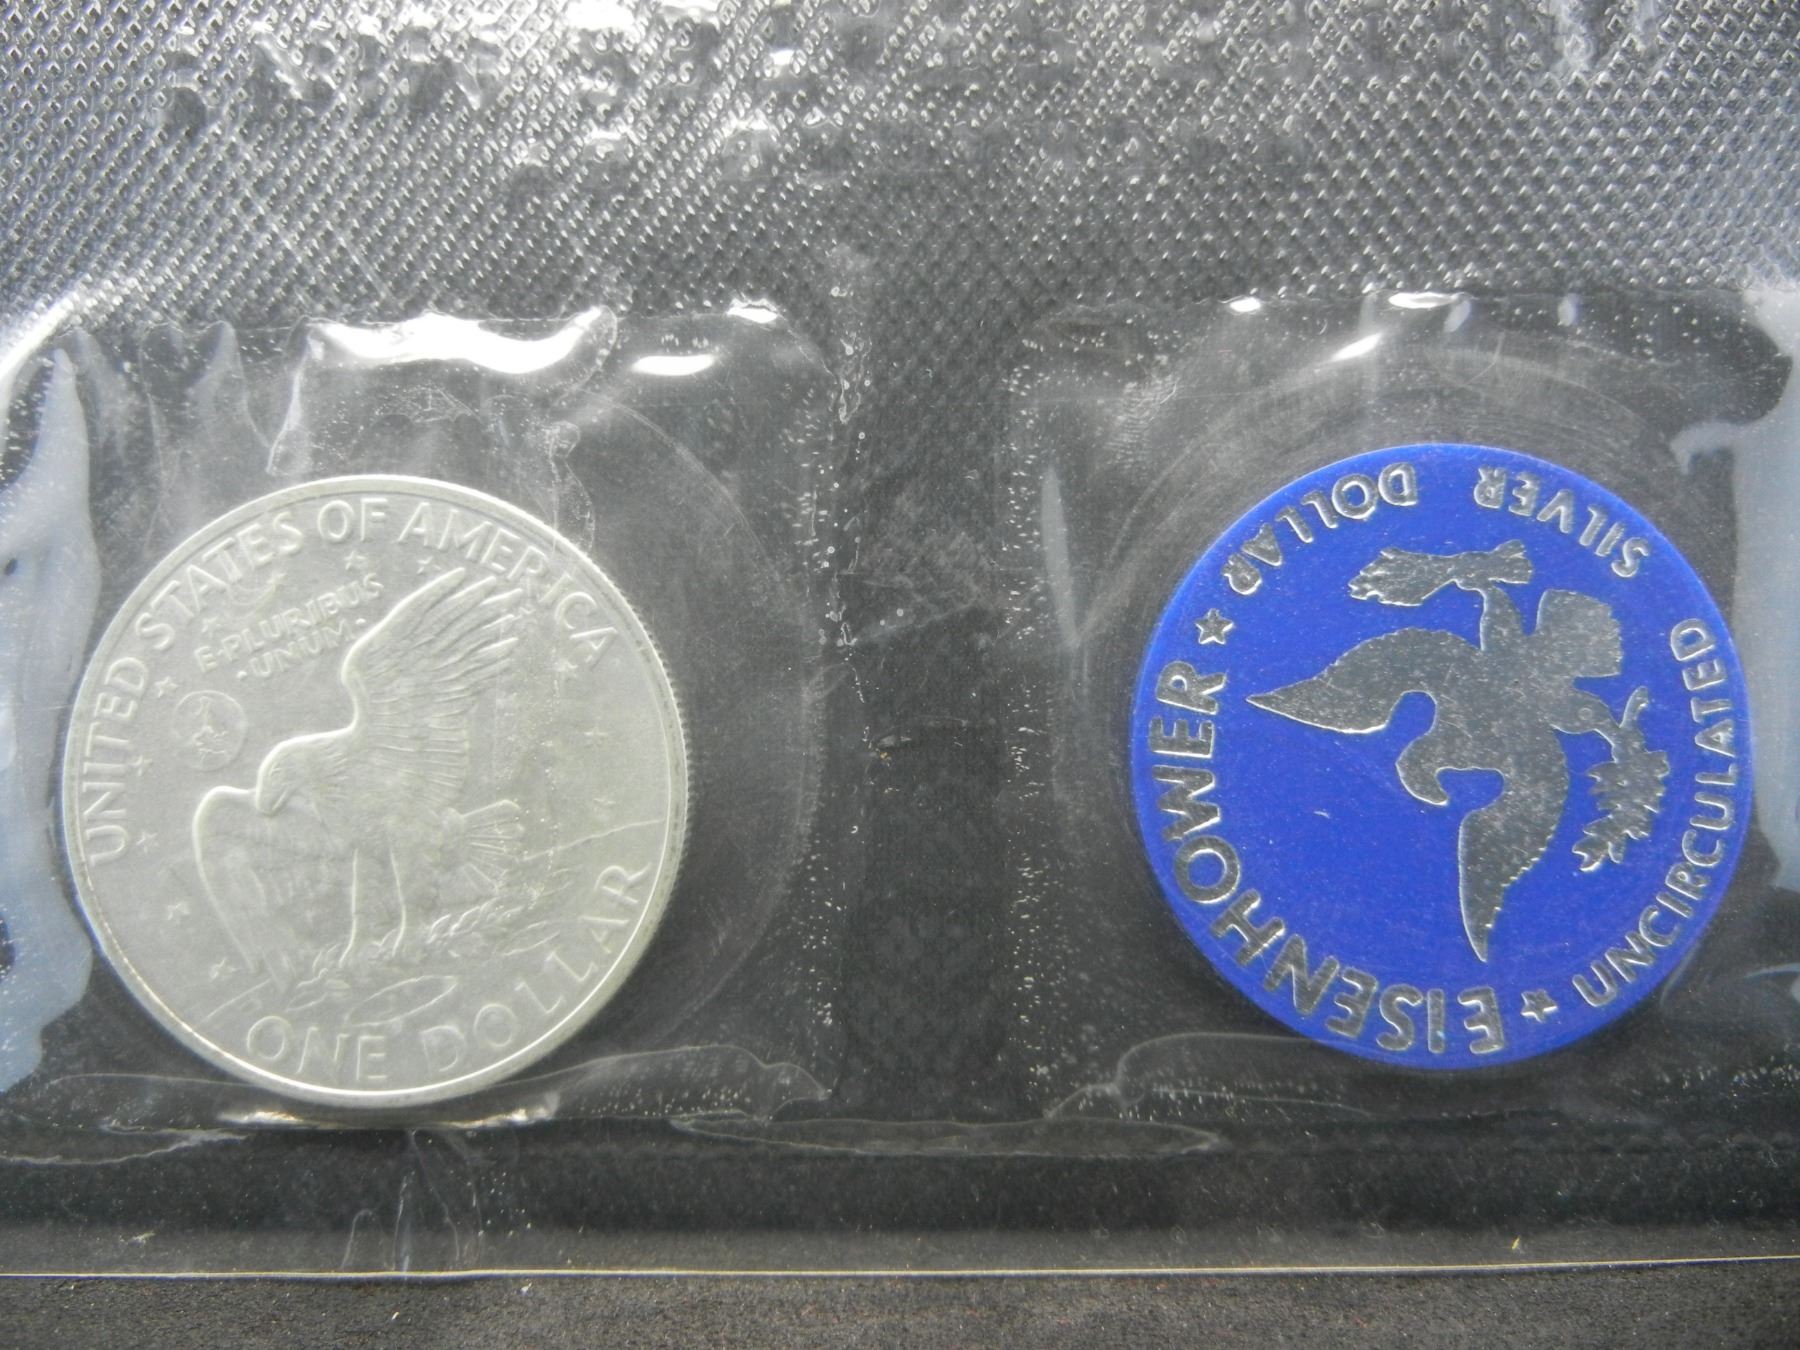 UNITED STATES OF AMERICA
E·PLURIBUS
·UNUM·
ONE DOLLAR
EISENHOWER
SILVER DOLLAR
UNCIRCULATED